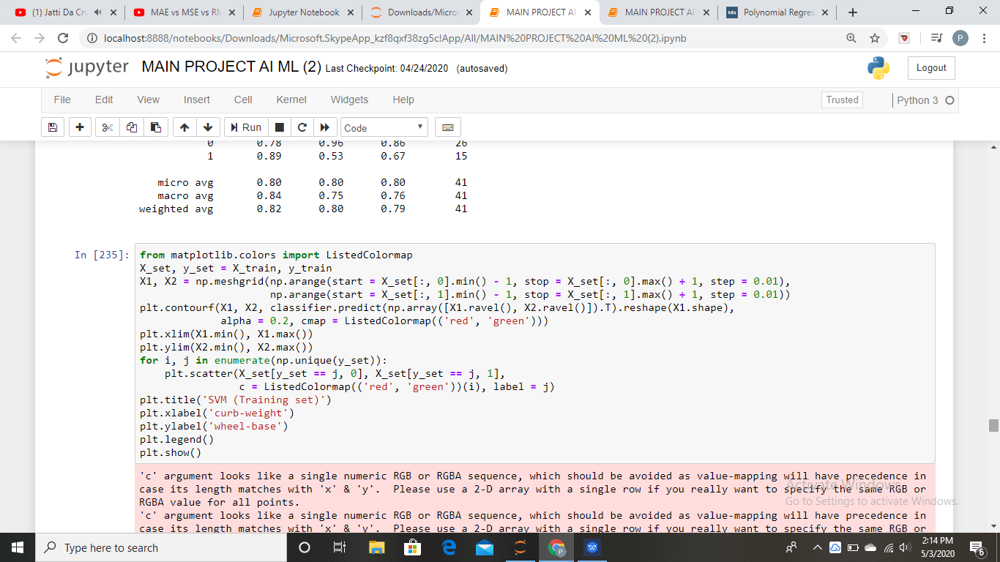 (1) Jatti Da Cru
MAE vs MSE vs RM
Jupyter Notebook
Downloads/Micros
MAIN PROJECT AI
MAIN PROJECT AI
tds Polynomial Regres
localhost:8888/notebooks/Downloads/Microsoft.SkypeApp_kzf8qxf38zg5c!App/All/MAIN%20PROJECT%20AI%20ML%20(2).ipynb
P
jupyter MAIN PROJECT AI ML (2) Last Checkpoint: 04/24/2020 (autosaved)
Logout
File Edit View Insert Cell Kernel Widgets Help
Trusted Python 3
Run Code
0 0.78 0.96 0.86 26
1 0.89 0.53 0.67 15
micro avg 0.80 0.80 0.80 41
macro avg 0.84 0.75 0.76 41
weighted avg 0.82 0.80 0.79 41
In [235]: from matplotlib.colors import ListedColormap
X_set, y_set = X_train, y_train
X1, X2 = np.meshgrid(np.arange(start = X_set[:, 0].min() - 1, stop = X_set[:, 0].max() + 1, step = 0.01),
np.arange(start = X_set[:, 1].min() - 1, stop = X_set[:, 1].max() + 1, step = 0.01))
plt.contourf(X1, X2, classifier.predict(np.array([X1.ravel(), X2.ravel()]).T).reshape(X1.shape),
alpha = 0.2, cmap = ListedColormap(('red', 'green')))
plt.xlim(X1.min(), X1.max())
plt.ylim(X2.min(), X2.max())
for i, j in enumerate(np.unique(y_set)):
plt.scatter(X_set[y_set == j, 0], X_set[y_set == j, 1],
c = ListedColormap(('red', 'green'))(i), label = j)
plt.title('SVM (Training set)')
plt.xlabel('curb-weight')
plt.ylabel('wheel-base')
plt.legend()
plt.show()
'c' argument looks like a single numeric RGB or RGBA sequence, which should be avoided as value-mapping will have precedence in
case its length matches with 'x' & 'y'.  Please use a 2-D array with a single row if you really want to specify the same RGB or
RGBA value for all points.
'c' argument looks like a single numeric RGB or RGBA sequence, which should be avoided as value-mapping will have precedence in
case its length matches with 'x' & 'y'.  Please use a 2-D array with a single row if you really want to specify the same RGB or
Activate Windows
Go to Settings to activate Windows.
Type here to search
2:14 PM
5/3/2020
6